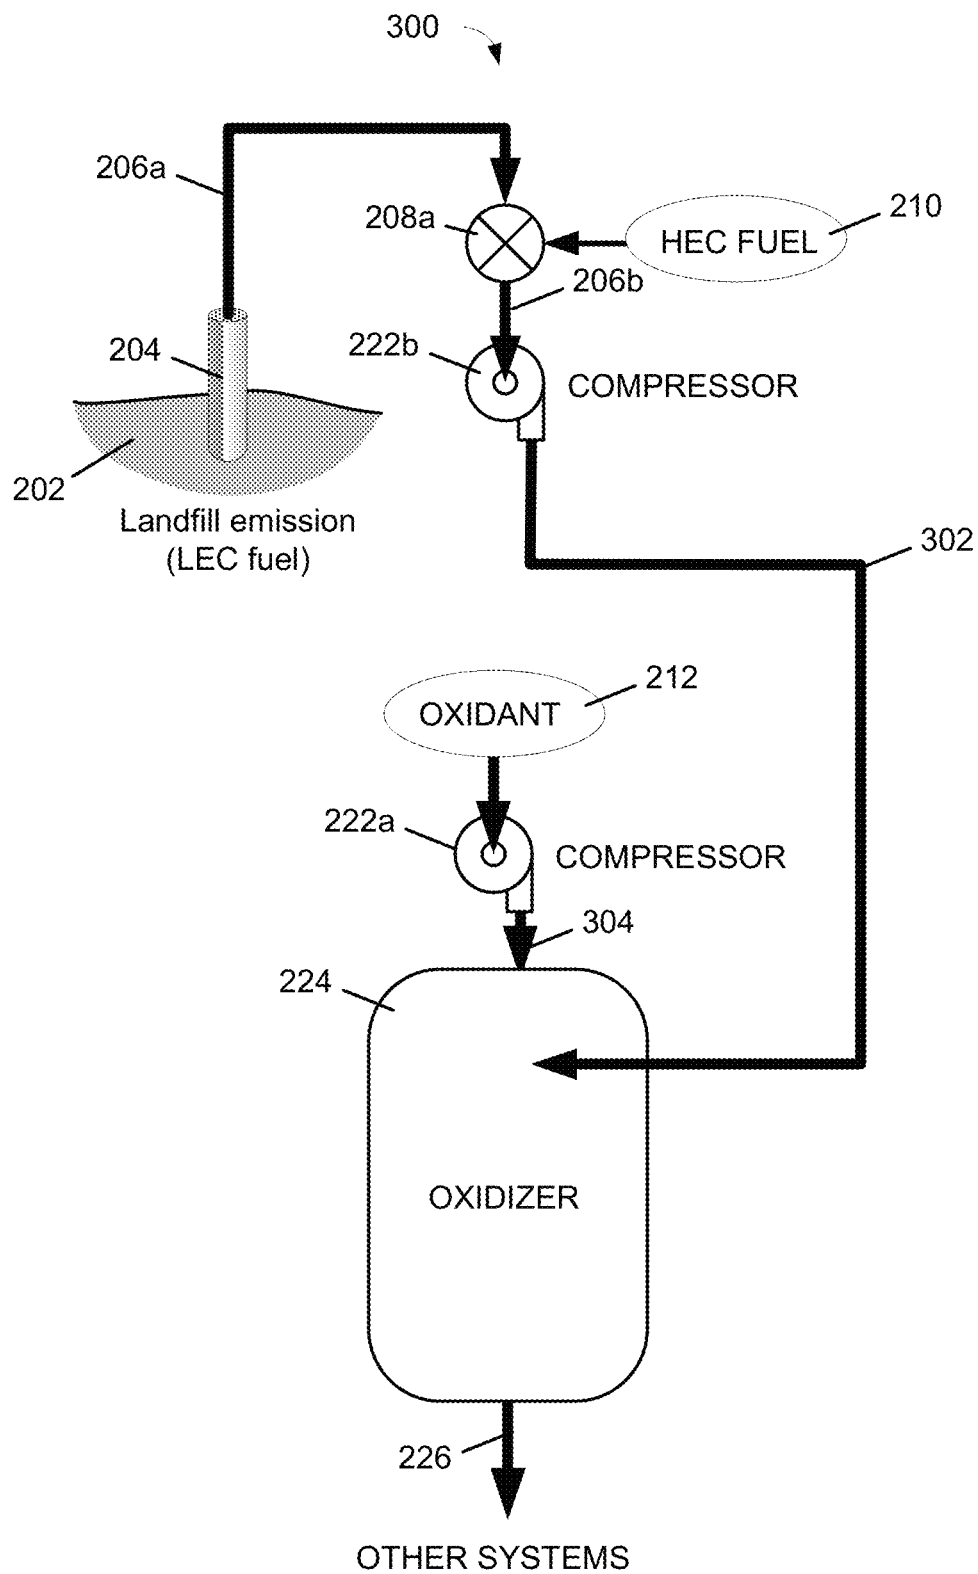 300
206a
208a
HEC FUEL
210
206b
204
222b
COMPRESSOR
202
Landfill emission
(LEC fuel)
302
212
OXIDANT
222a
COMPRESSOR
304
224
OXIDIZER
226
OTHER SYSTEMS